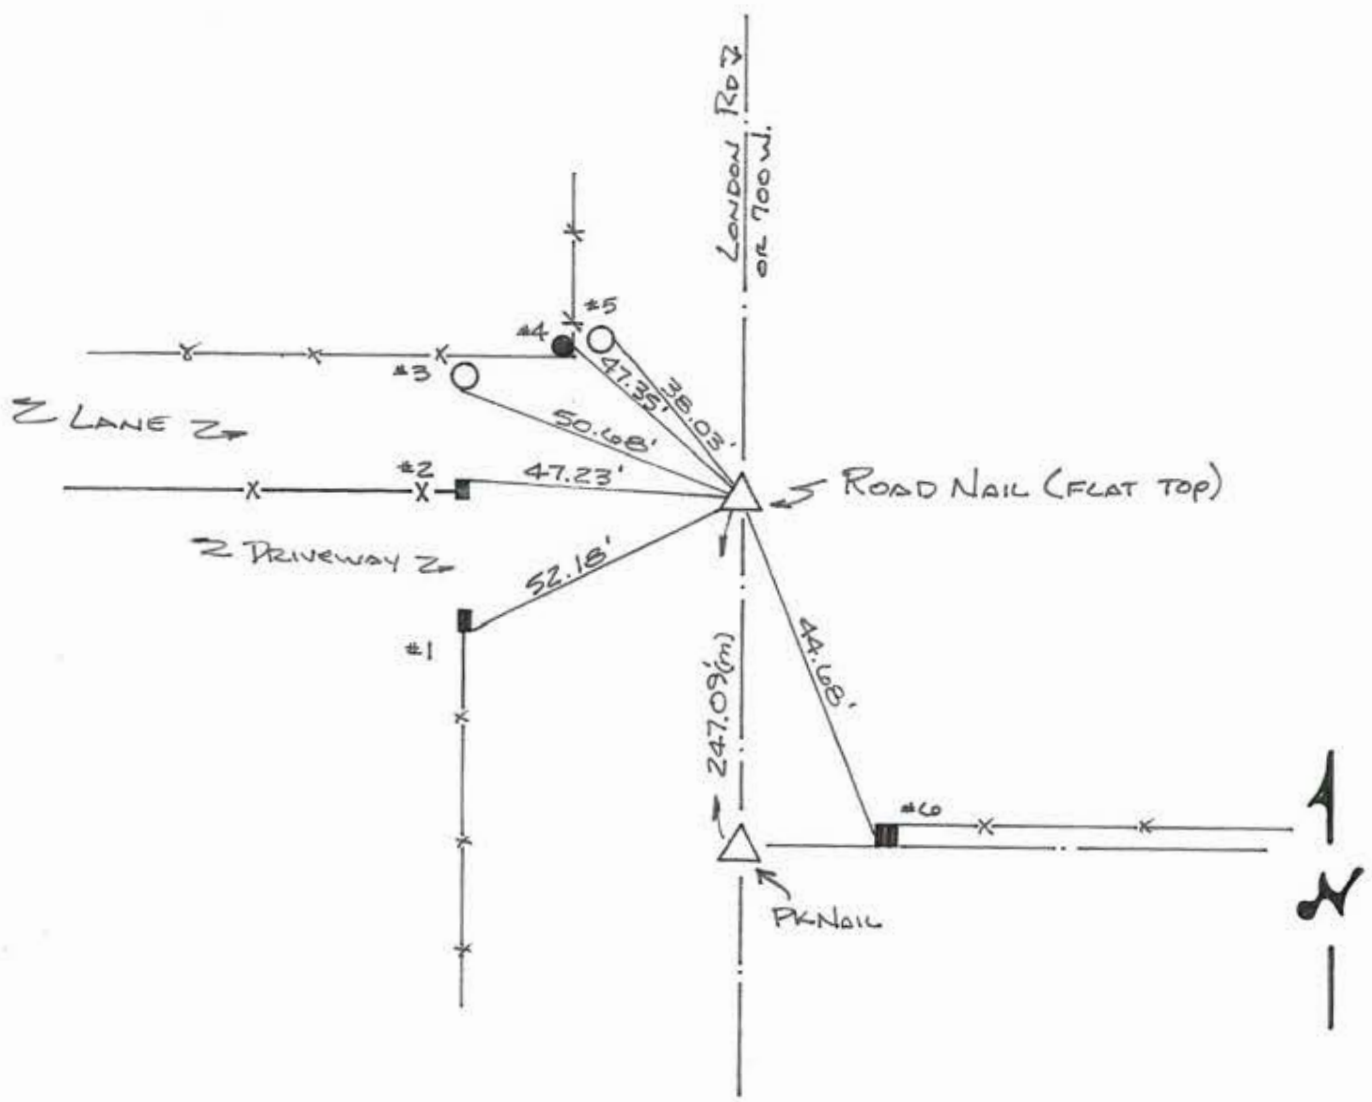 LONDON RD
OR 700 W.
#5
#4
#3
47.35'
38.03'
50.68'
LANE
#2
47.23'
ROAD NAIL (FLAT TOP)
DRIVEWAY
52.18'
#1
247.09'(m)
44.68'
#6
PK NAIL
N